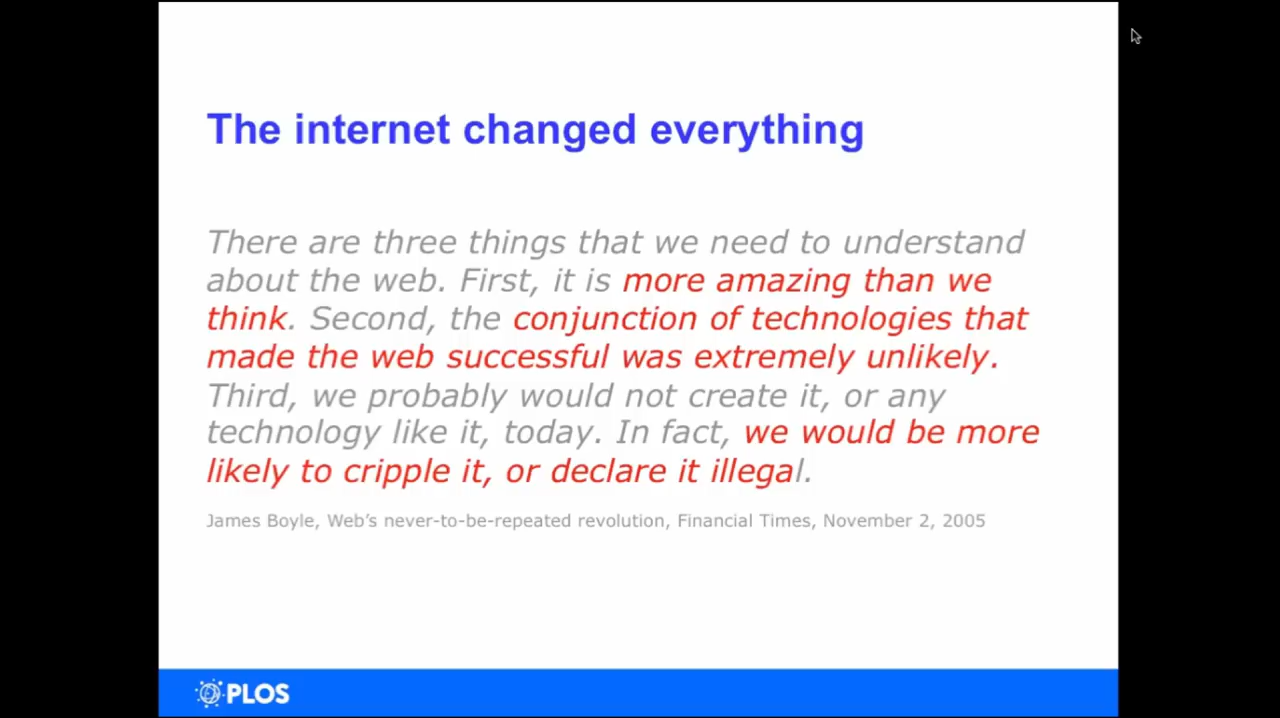 The internet changed everything
There are three things that we need to understand
about the web. First, it is more amazing than we
think. Second, the conjunction of technologies that
made the web successful was extremely unlikely.
Third, we probably would not create it, or any
technology like it, today. In fact, we would be more
likely to cripple it, or declare it illegal.
James Boyle, Web’s never-to-be-repeated revolution, Financial Times, November 2, 2005
PLOS